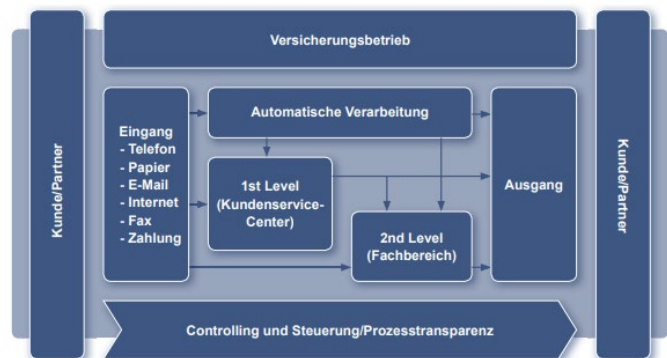 Kunde/Partner
Versicherungsbetrieb
Eingang
- Telefon
- Papier
- E-Mail
- Internet
- Fax
- Zahlung
Automatische Verarbeitung
1st Level
(Kundenservice-
Center)
2nd Level
(Fachbereich)
Ausgang
Kunde/Partner
Controlling und Steuerung/Prozesstransparenz